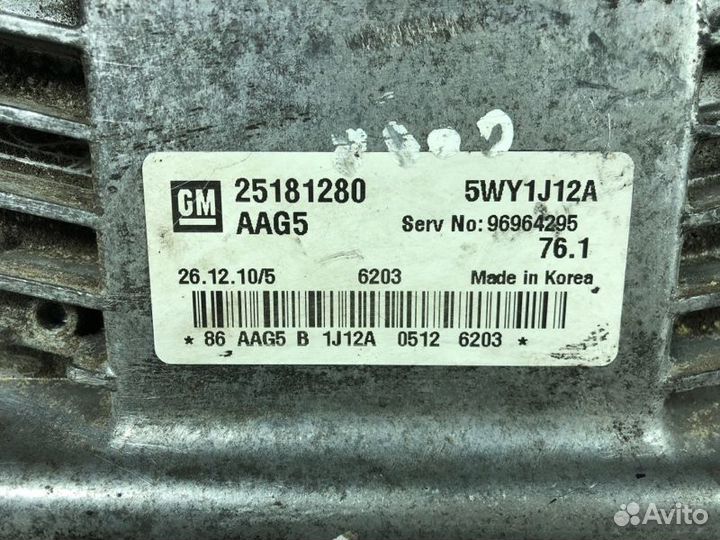 GM 25181280 5WY1J12A
AAG5 Serv No: 96964295
76.1
26.12.10/5 6203 Made in Korea
* 86 AAG5 B 1J12A 0512 6203 *
Avito